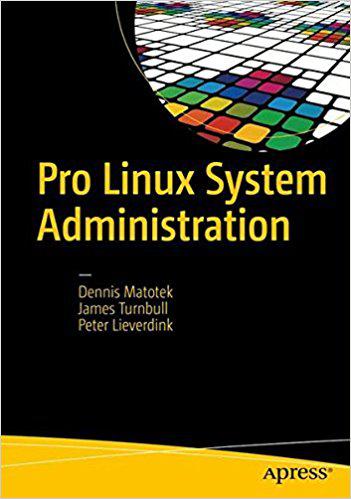 Pro Linux System
Administration
—
Dennis Matotek
James Turnbull
Peter Lieverdink
Apress®